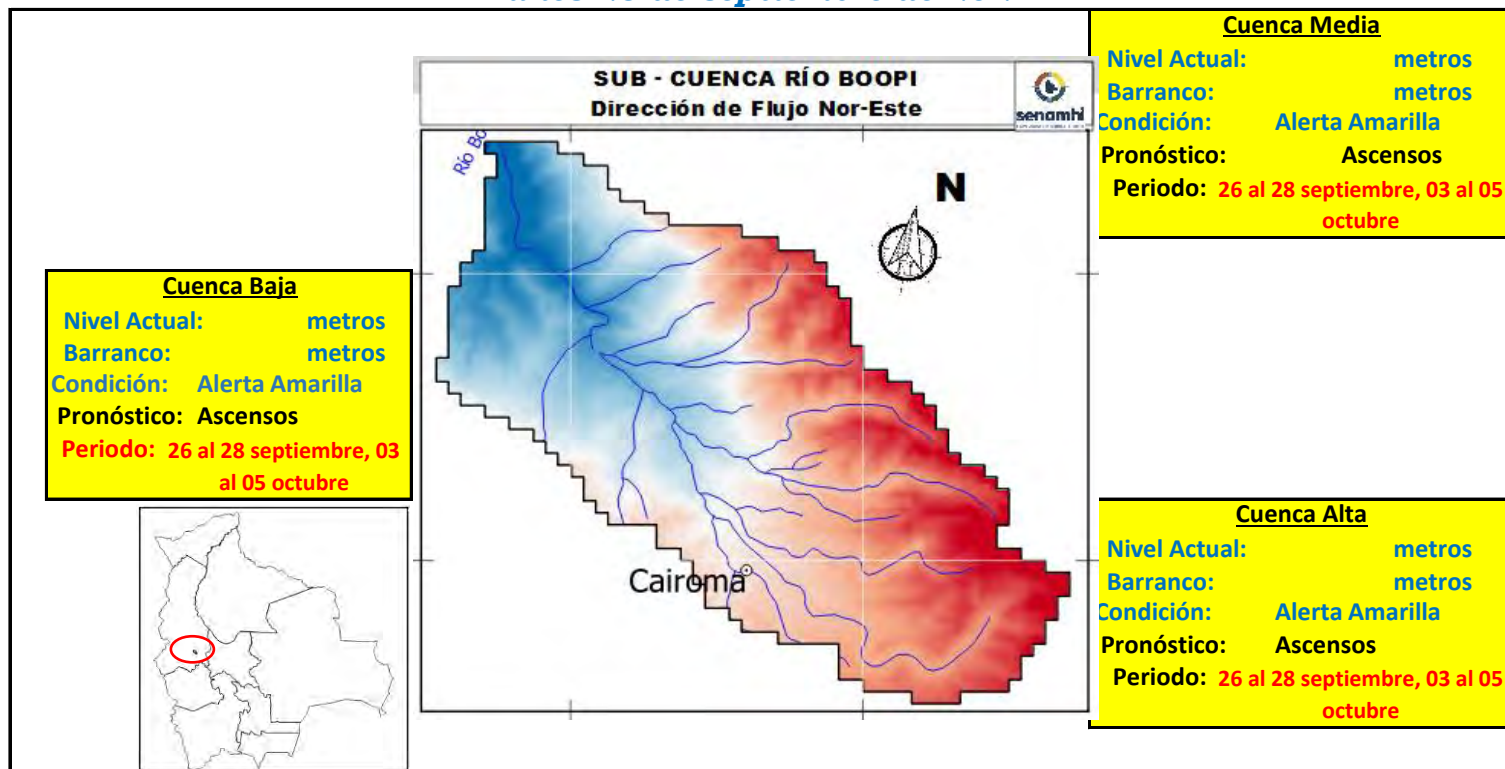 SUB - CUENCA RÍO BOOPI
Dirección de Flujo Nor-Este
senamhi
Río Bo
N
Cairoma
Cuenca Media
Nivel Actual: metros
Barranco: metros
Condición: Alerta Amarilla
Pronóstico: Ascensos
Periodo: 26 al 28 septiembre, 03 al 05
octubre
Cuenca Baja
Nivel Actual: metros
Barranco: metros
Condición: Alerta Amarilla
Pronóstico: Ascensos
Periodo: 26 al 28 septiembre, 03
al 05 octubre
Cuenca Alta
Nivel Actual: metros
Barranco: metros
Condición: Alerta Amarilla
Pronóstico: Ascensos
Periodo: 26 al 28 septiembre, 03 al 05
octubre